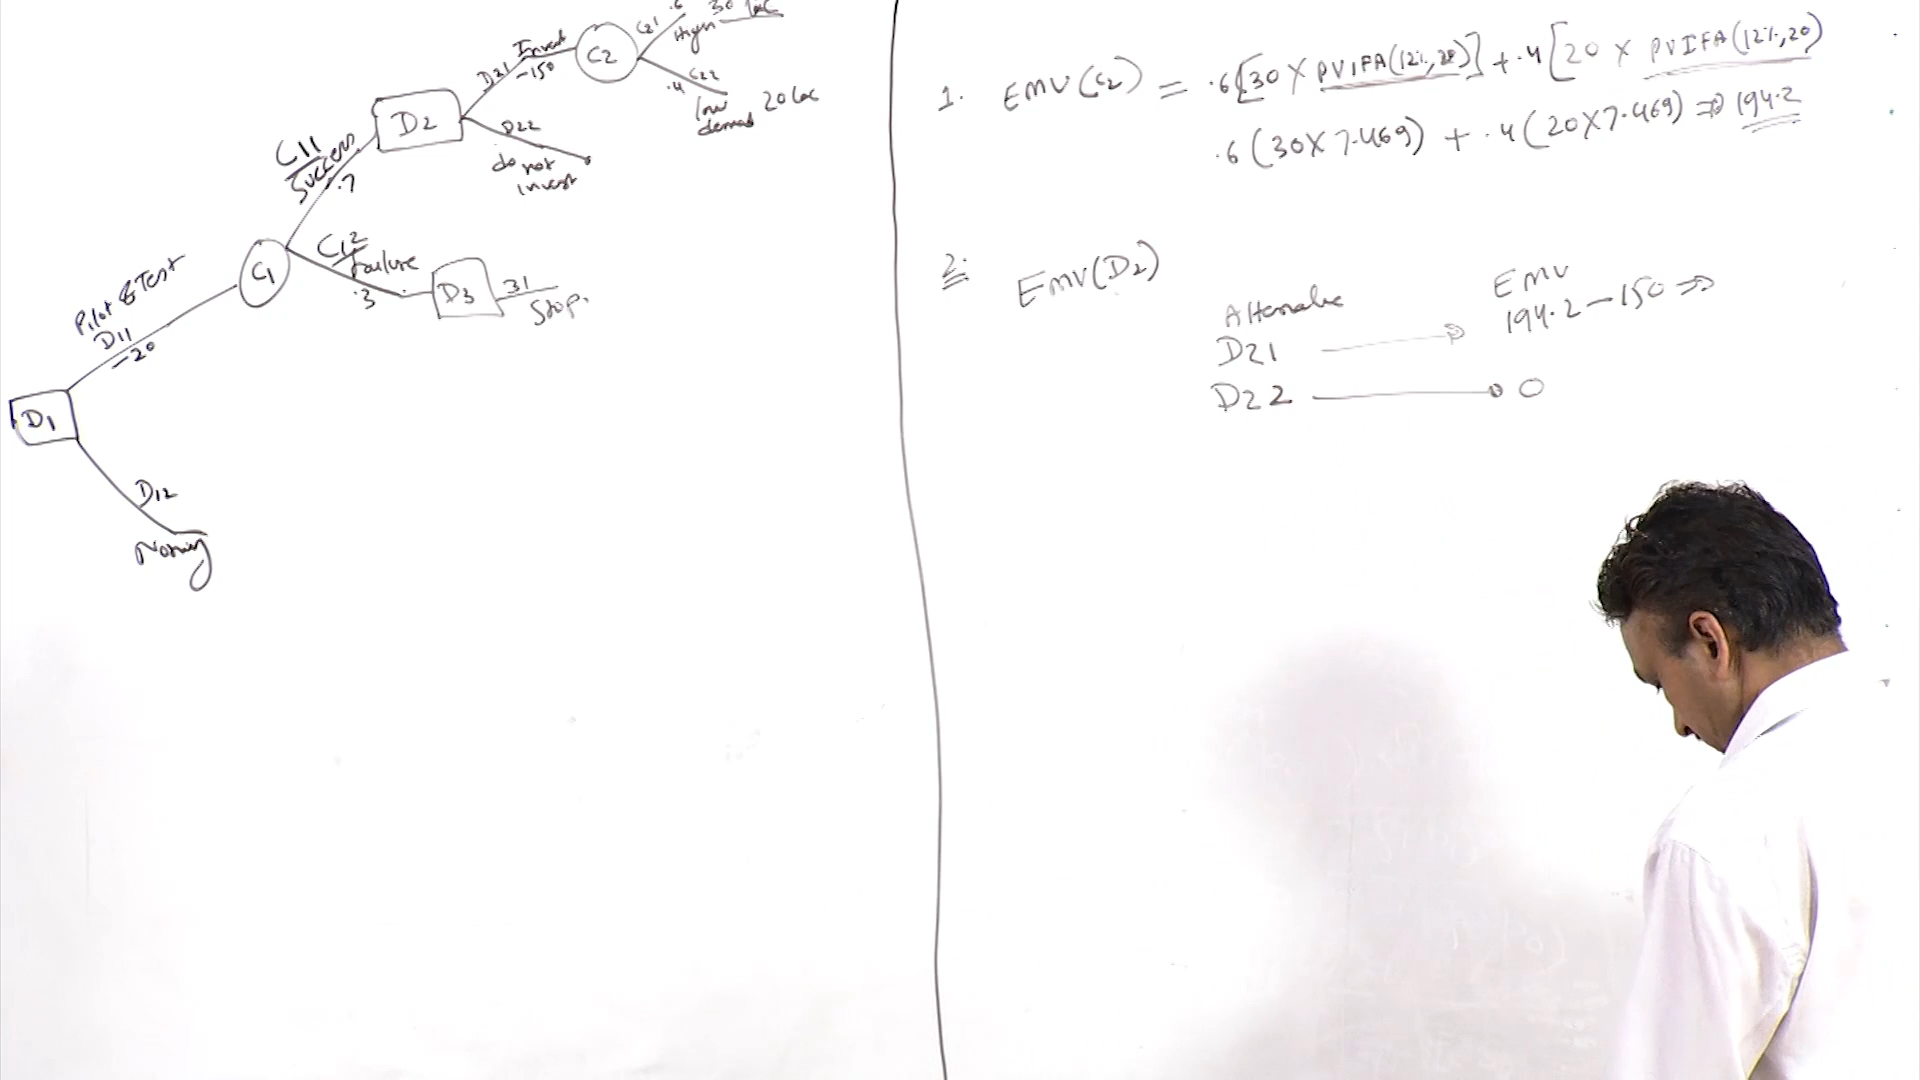 C21 .6
High 30 lac
Invest
D21
-150
C2
C22
.4
low
demand 20 lac
D2
D22
do not
invest
C11
Success
.7
C1
C12
failure
.3
D3
31
Stop.
Pilot & Test
D11
-20
D1
D12
1. EMV(C2) = .6[30 X PVIFA(12%,20)] + .4[20 X PVIFA(12%,20)
.6(30X7.469) + .4(20X7.469) ⇒ 194.2
2. EMV(D2)
Alternative EMV
D21 → 194.2-150 ⇒
D22 → 0